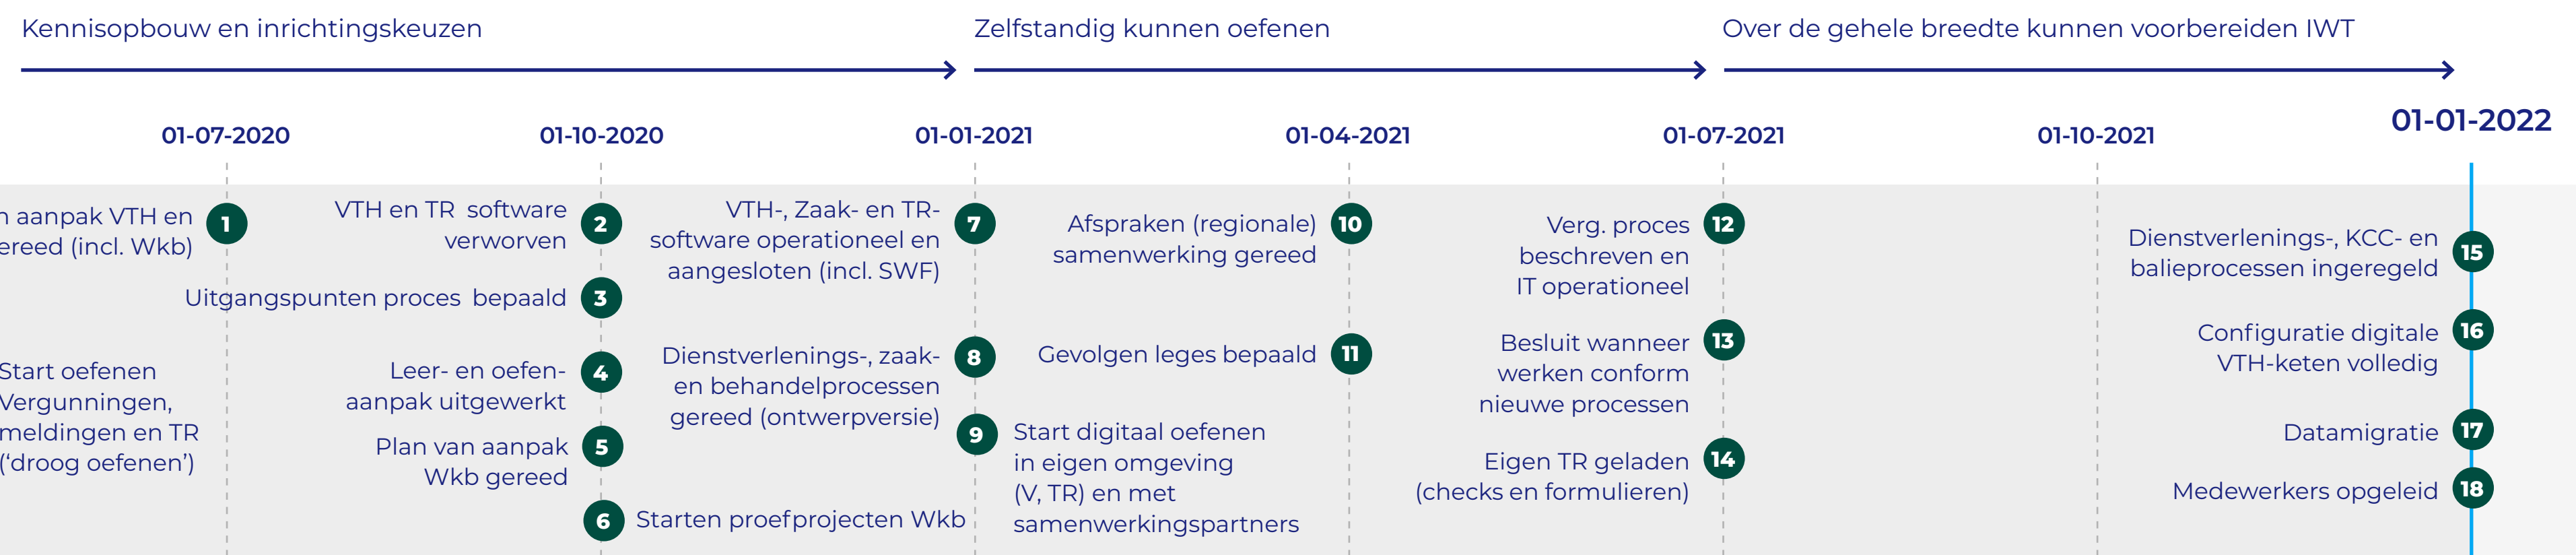 Kennisopbouw en inrichtingskeuzen
Zelfstandig kunnen oefenen
Over de gehele breedte kunnen voorbereiden IWT
01-07-2020
01-10-2020
01-01-2021
01-04-2021
01-07-2021
01-10-2021
01-01-2022
aanpak VTH en
(incl. Wkb)
1
Start oefenen
Vergunningen,
meldingen en TR
(‘droog oefenen’)
VTH en TR software
verworven
2
Uitgangspunten proces bepaald
3
Leer- en oefen-
aanpak uitgewerkt
4
Plan van aanpak
Wkb gereed
5
6
Starten proefprojecten Wkb
VTH-, Zaak- en TR-
software operationeel en
aangesloten (incl. SWF)
7
Dienstverlenings-, zaak-
en behandelprocessen
gereed (ontwerpversie)
8
9
Start digitaal oefenen
in eigen omgeving
(V, TR) en met
samenwerkingspartners
Afspraken (regionale)
samenwerking gereed
10
Gevolgen leges bepaald
11
Verg. proces
beschreven en
IT operationeel
12
Besluit wanneer
werken conform
nieuwe processen
13
Eigen TR geladen
(checks en formulieren)
14
Dienstverlenings-, KCC- en
balieprocessen ingeregeld
15
Configuratie digitale
VTH-keten volledig
16
Datamigratie
17
Medewerkers opgeleid
18